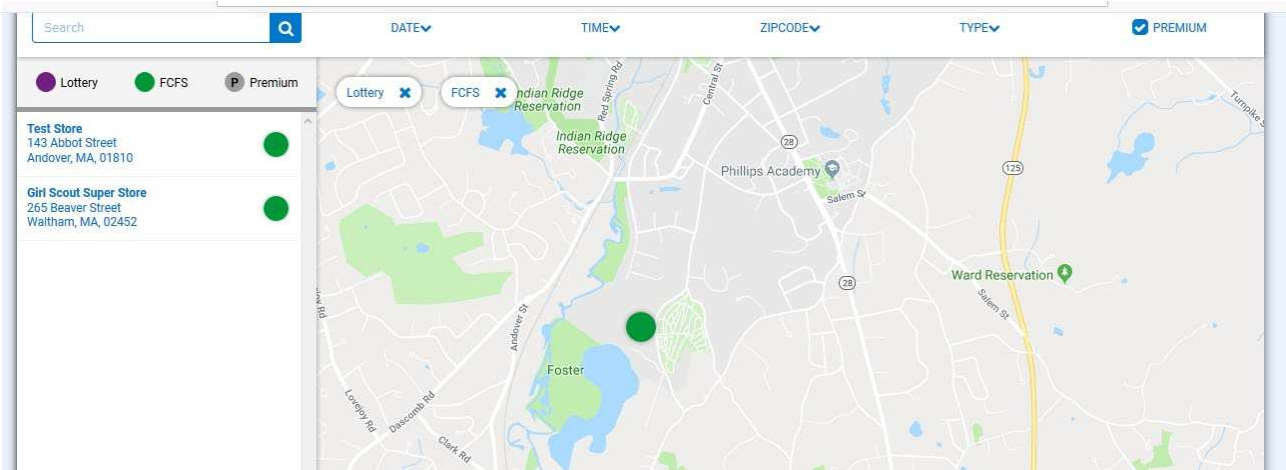 Search
DATE
TIME
ZIPCODE
TYPE
PREMIUM
Lottery
FCFS
P Premium
Test Store
143 Abbot Street
Andover, MA, 01810
Girl Scout Super Store
265 Beaver Street
Waltham, MA, 02452
Lottery
FCFS
ndian Ridge
Reservation
Indian Ridge
Reservation
Red Spring Rd
Central St
28
Phillips Academy
Salem St
125
Turnpike S
Ward Reservation
Salem St
28
Andover St
Foster
Lovejoy Rd
Dascomb Rd
Clark Rd